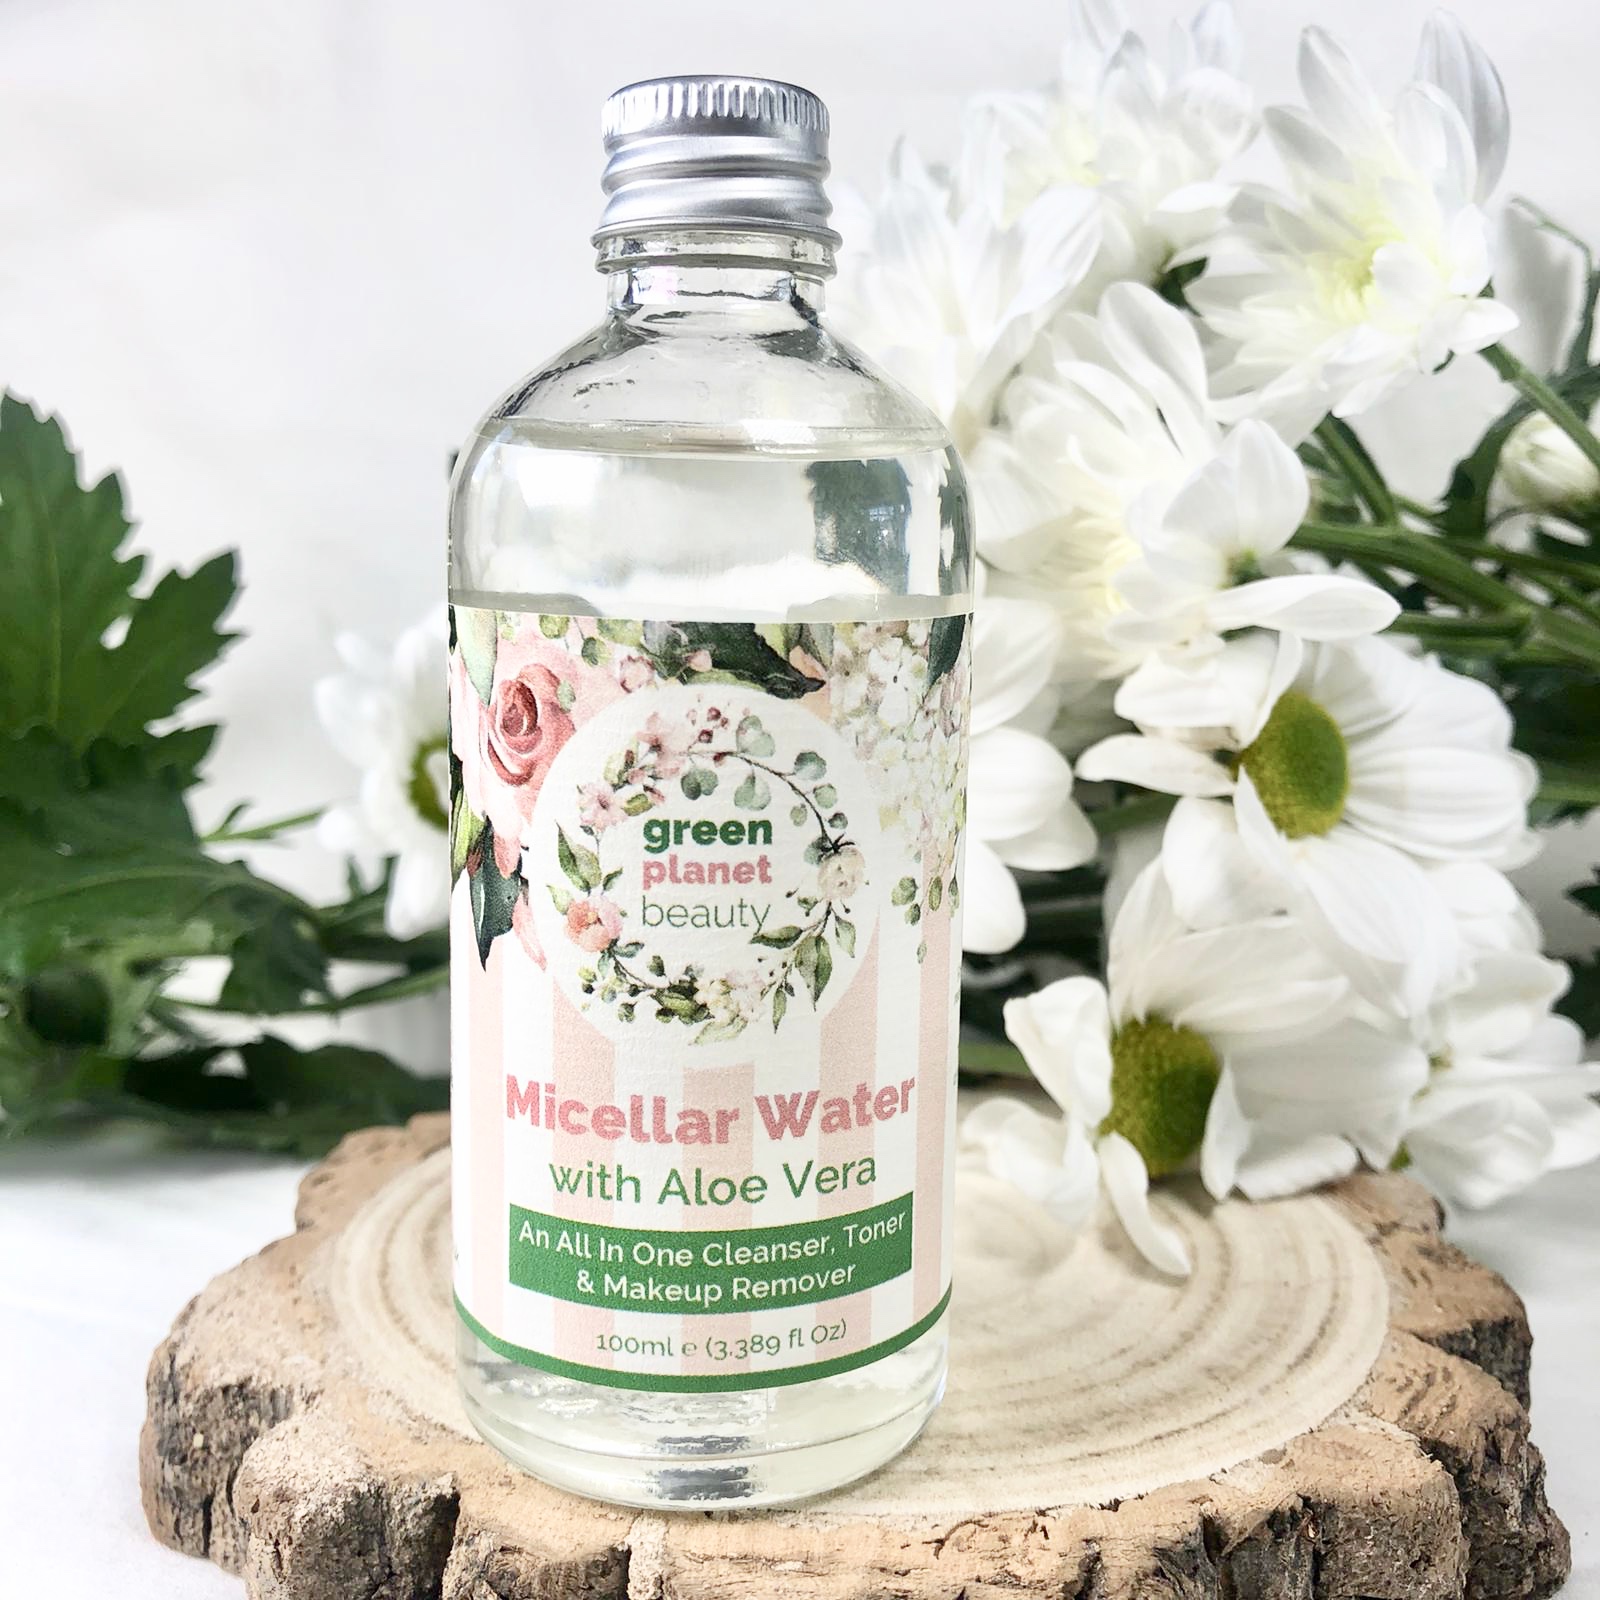 green
planet
beauty
Micellar Water
with Aloe Vera
An All In One Cleanser, Toner
& Makeup Remover
100ml e (3.389 fl Oz)